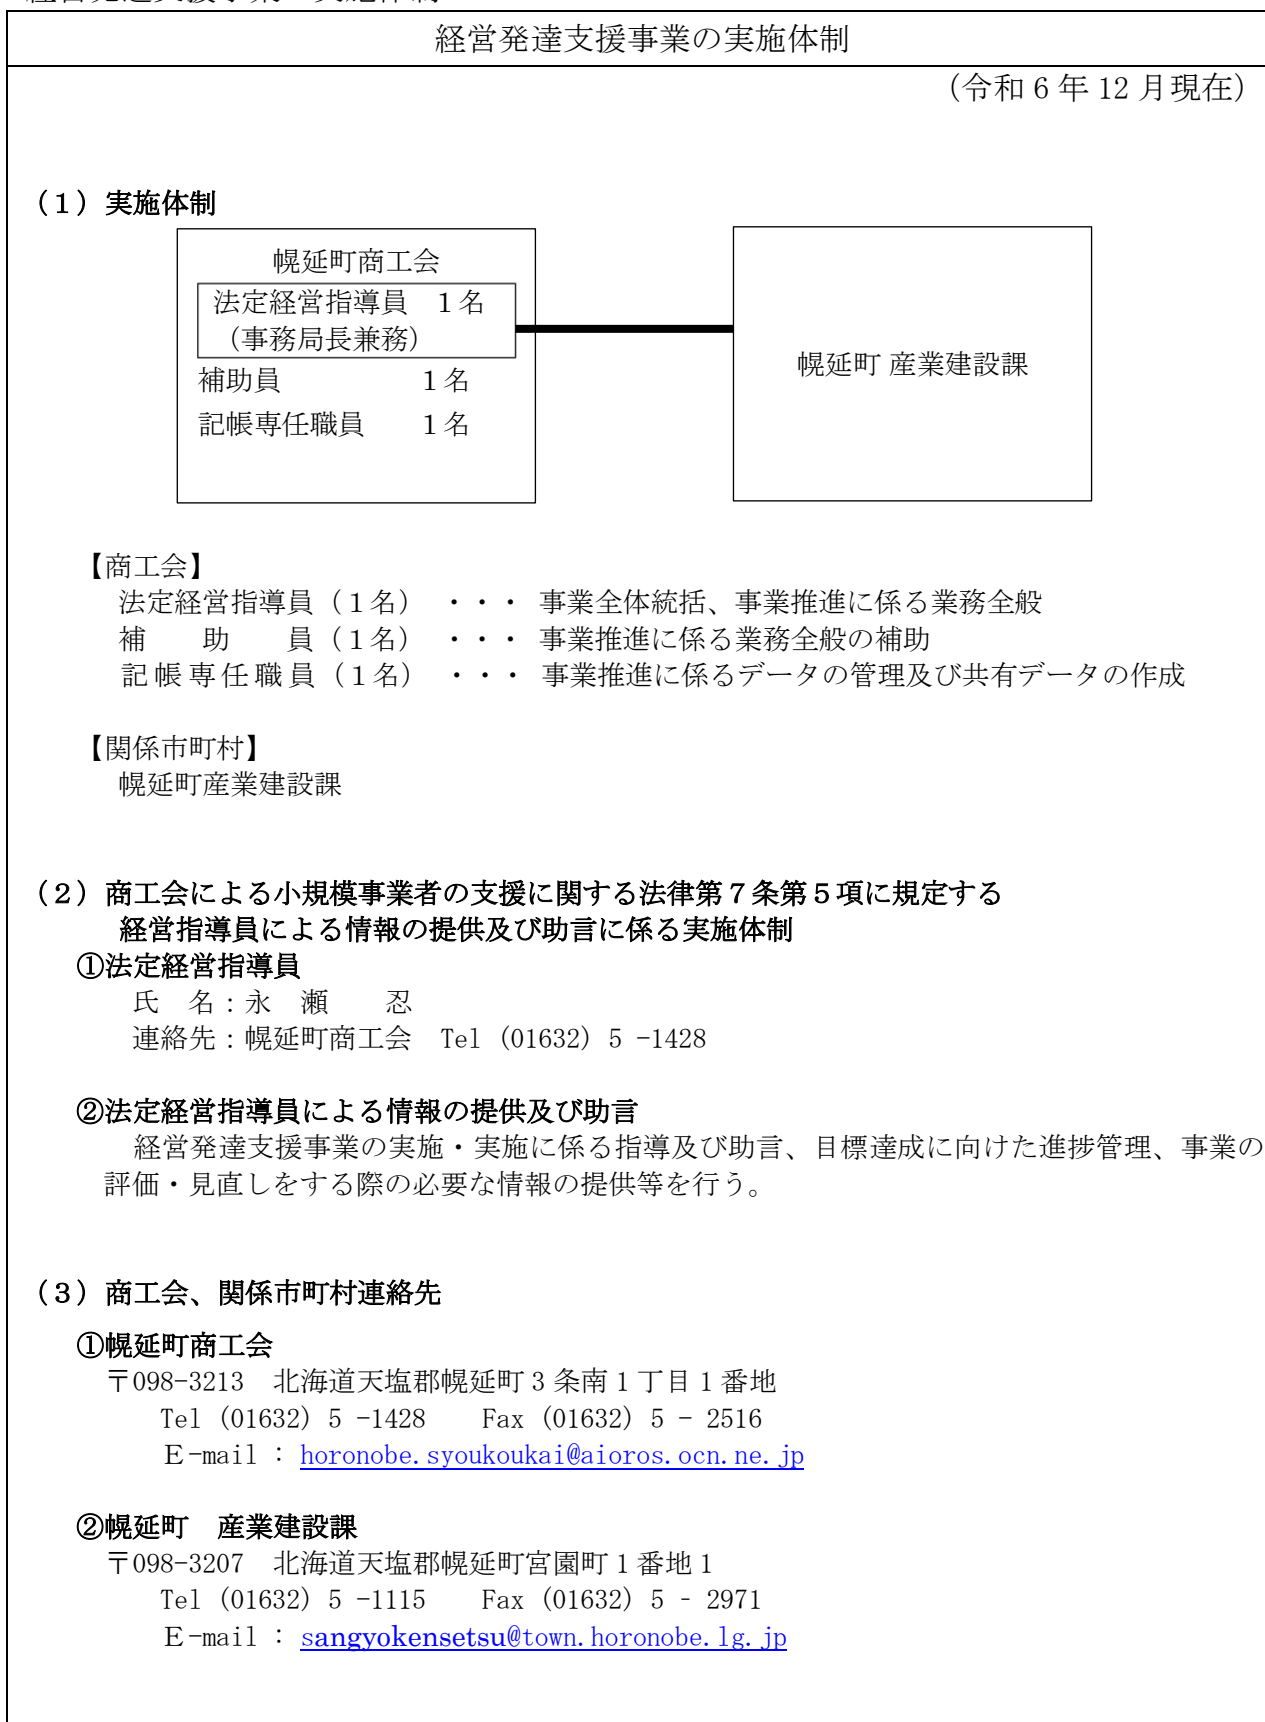 経営発達支援事業の実施体制
（令和 6 年 12 月現在）
（１）実施体制
幌延町商工会
法定経営指導員　１名
（事務局長兼務）
補助員　１名
記帳専任職員　１名
幌延町 産業建設課
【商工会】
法定経営指導員（１名）　・・・　事業全体統括、事業推進に係る業務全般
補　助　員（１名）　・・・　事業推進に係る業務全般の補助
記帳専任職員（１名）　・・・　事業推進に係るデータの管理及び共有データの作成
【関係市町村】
幌延町産業建設課
（２）商工会による小規模事業者の支援に関する法律第７条第５項に規定する
経営指導員による情報の提供及び助言に係る実施体制
①法定経営指導員
氏　名：永　瀬　　忍
連絡先：幌延町商工会　Tel (01632) 5 -1428
②法定経営指導員による情報の提供及び助言
経営発達支援事業の実施・実施に係る指導及び助言、目標達成に向けた進捗管理、事業の
評価・見直しをする際の必要な情報の提供等を行う。
（３）商工会、関係市町村連絡先
①幌延町商工会
〒098-3213　北海道天塩郡幌延町 3 条南 1 丁目 1 番地
Tel (01632) 5 -1428　　Fax (01632) 5 - 2516
Ｅ-mail : horonobe.syoukoukai@aioros.ocn.ne.jp
②幌延町　産業建設課
〒098-3207　北海道天塩郡幌延町宮園町 1 番地 1
Tel (01632) 5 -1115　　Fax (01632) 5 - 2971
Ｅ-mail : sangyokensetsu@town.horonobe.lg.jp